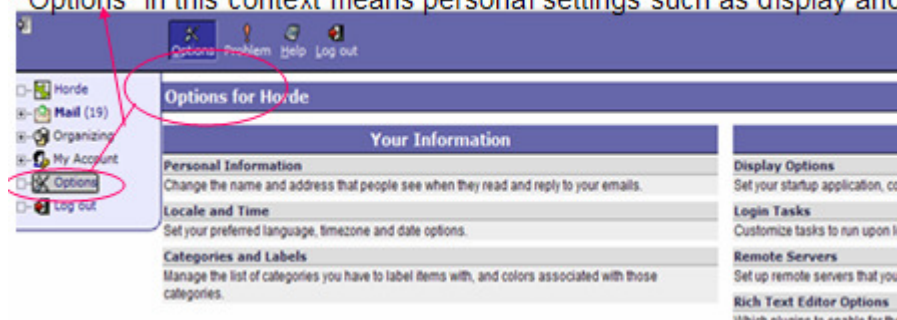 "Options" in this context means personal settings such as display and
Options Problem Help Log out
Horde
Mail (19)
Organizing
My Account
Options
Log out
Options for Horde
Your Information
Personal Information
Change the name and address that people see when they read and reply to your emails.
Locale and Time
Set your preferred language, timezone and date options.
Categories and Labels
Manage the list of categories you have to label items with, and colors associated with those
categories.
Display Options
Set your startup application,
Login Tasks
Customize tasks to run upon
Remote Servers
Set up remote servers that you
Rich Text Editor Options